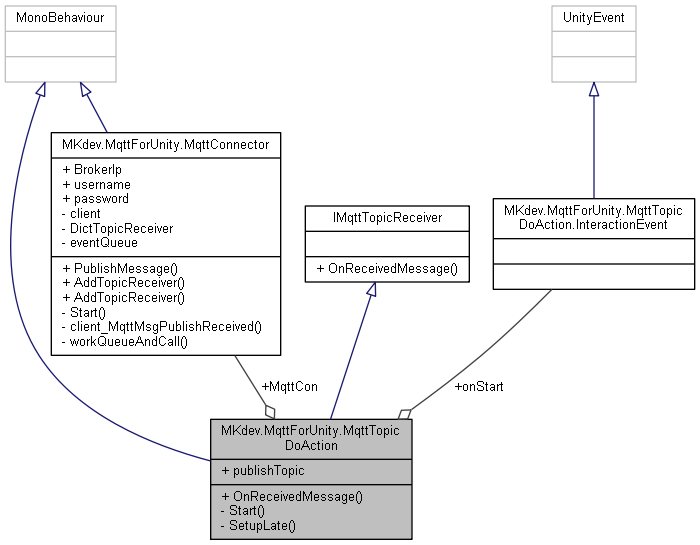 MonoBehaviour
UnityEvent
MKdev.MqttForUnity.MqttConnector
+ BrokerIp
+ username
+ password
- client
- DictTopicReceiver
- eventQueue
+ PublishMessage()
+ AddTopicReceiver()
+ AddTopicReceiver()
- Start()
- client_MqttMsgPublishReceived()
- workQueueAndCall()
IMqttTopicReceiver
+ OnReceivedMessage()
MKdev.MqttForUnity.MqttTopic
DoAction.InteractionEvent
+MqttCon
+onStart
MKdev.MqttForUnity.MqttTopic
DoAction
+ publishTopic
+ OnReceivedMessage()
- Start()
- SetupLate()